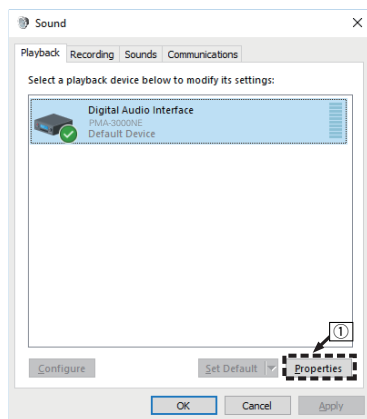 Sound
Playback Recording Sounds Communications
Select a playback device below to modify its settings:
Digital Audio Interface
PMA-3000NE
Default Device
①
Configure Set Default Properties
OK Cancel Apply